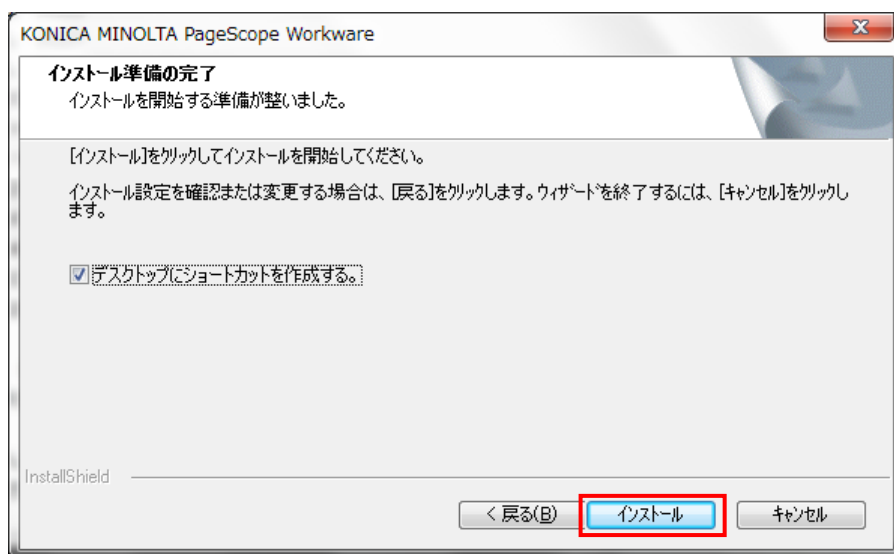 KONICA MINOLTA PageScope Workware
インストール準備の完了
インストールを開始する準備が整いました。
[インストール]をクリックしてインストールを開始してください。
インストール設定を確認または変更する場合は、[戻る]をクリックします。ウィザードを終了するには、[キャンセル]をクリックし
ます。
デスクトップにショートカットを作成する。
InstallShield
< 戻る(B)
インストール
キャンセル